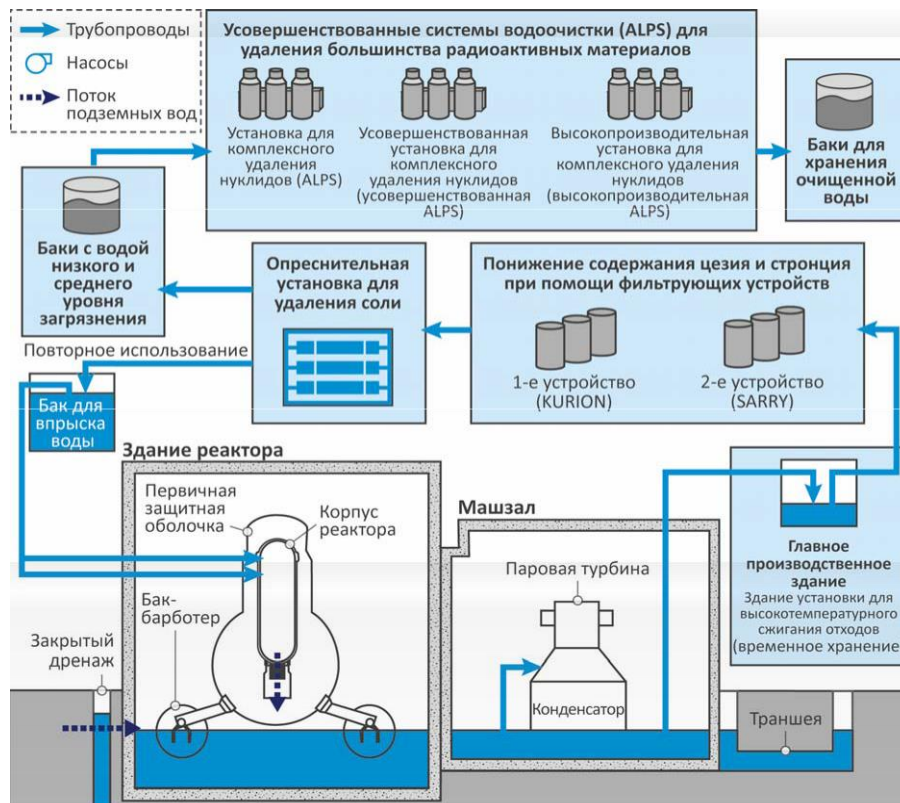 Трубопроводы
Насосы
Поток
подземных вод
Усовершенствованные системы водоочистки (ALPS) для
удаления большинства радиоактивных материалов
Установка для
комплексного
удаления
нуклидов (ALPS)
Усовершенствованная
установка для
комплексного
удаления нуклидов
(усовершенствованная
ALPS)
Высокопроизводительная
установка для
комплексного удаления
нуклидов
(высокопроизводительная
ALPS)
Баки для
хранения
очищенной
воды
Баки с водой
низкого и
среднего
уровня
загрязнения
Опреснительная
установка для
удаления соли
Понижение содержания цезия и стронция
при помощи фильтрующих устройств
1-е устройство
(KURION)
2-е устройство
(SARRY)
Повторное использование
Бак для
впрыска
воды
Здание реактора
Первичная
защитная
оболочка
Корпус
реактора
Бак-
барботер
Закрытый
дренаж
Машзал
Паровая турбина
Конденсатор
Главное
производственное
здание
Здание установки для
высокотемпературного
сжигания отходов
(временное хранение
Траншея